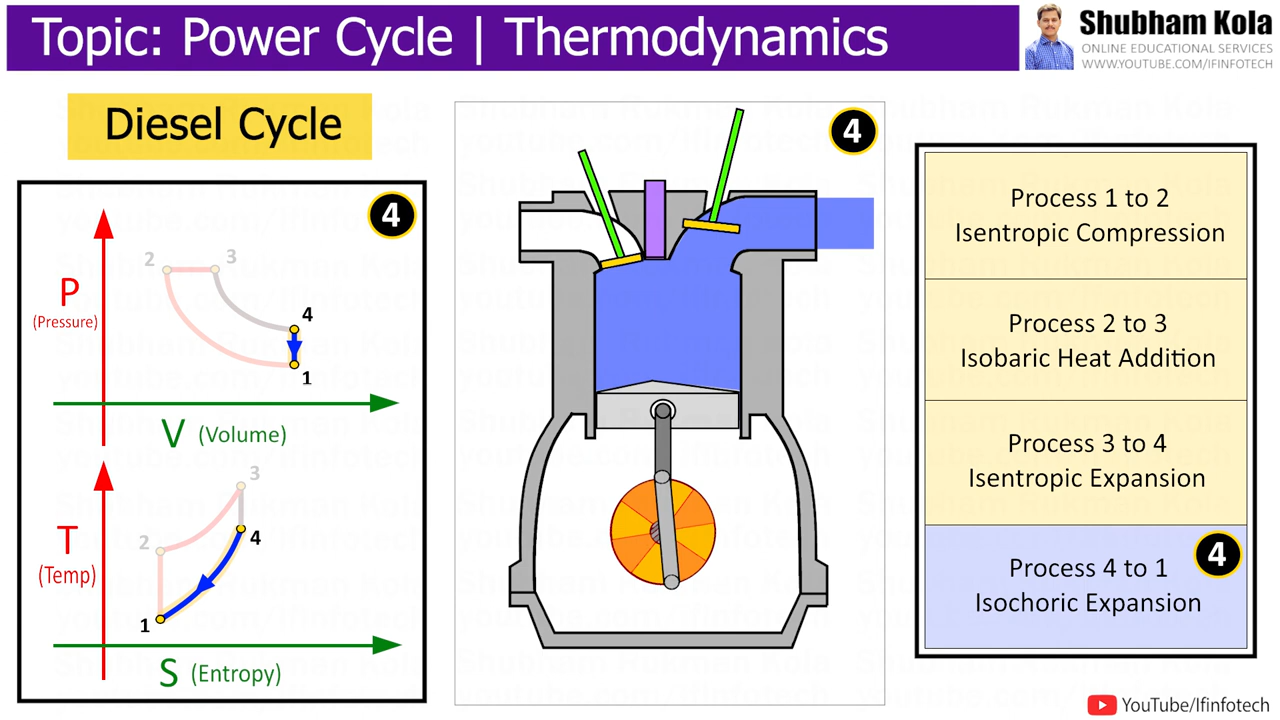 Topic: Power Cycle | Thermodynamics
Shubham Kola
ONLINE EDUCATIONAL SERVICES
WWW.YOUTUBE.COM/IFINFOTECH
Diesel Cycle
4
P
(Pressure)
2
3
4
1
V (Volume)
T
(Temp)
3
2
4
1
S (Entropy)
4
Process 1 to 2
Isentropic Compression
Process 2 to 3
Isobaric Heat Addition
Process 3 to 4
Isentropic Expansion
4
Process 4 to 1
Isochoric Expansion
YouTube/Ifinfotech